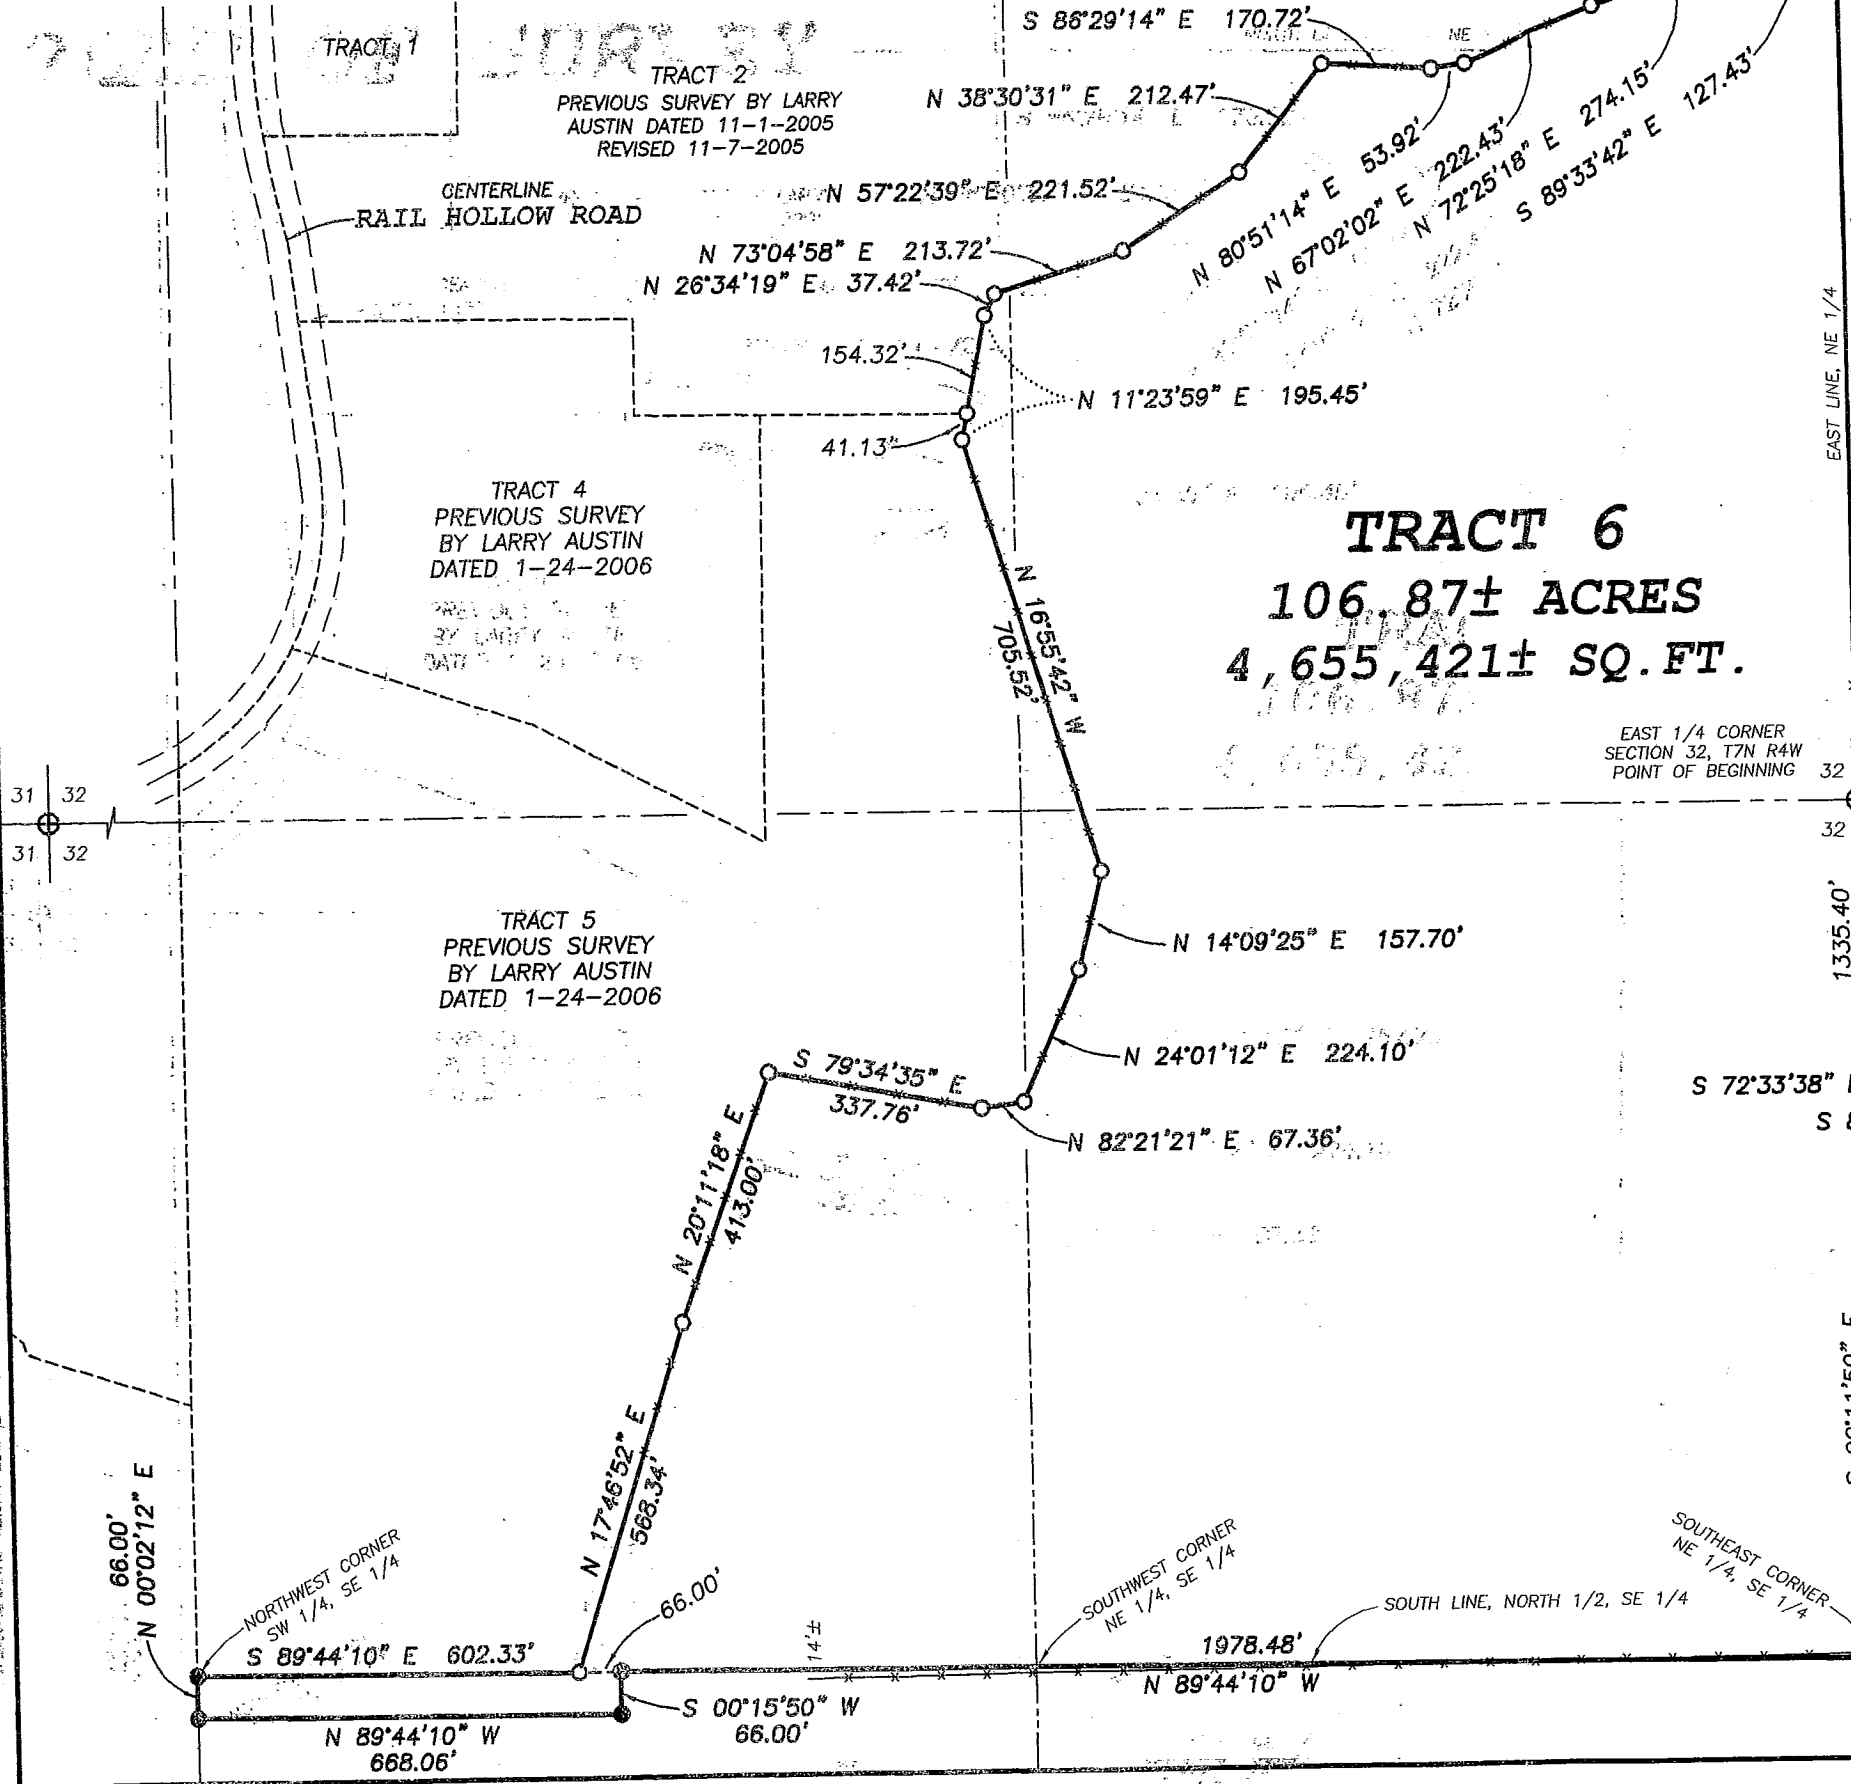 S 86°29'14" E 170.72'
TRACT 1
TRACT 2
PREVIOUS SURVEY BY LARRY
AUSTIN DATED 11-1-2005
REVISED 11-7-2005
NE
N 38°30'31" E 212.47'
N 80°51'14" E 53.92'
N 67°02'02" E 222.43'
N 72°25'18" E 274.15'
S 89°33'42" E 127.43'
CENTERLINE
RAIL HOLLOW ROAD
N 57°22'39" E 221.52'
N 73°04'58" E 213.72'
N 26°34'19" E 37.42'
154.32'
N 11°23'59" E 195.45'
41.13"
EAST LINE, NE 1/4
TRACT 4
PREVIOUS SURVEY
BY LARRY AUSTIN
DATED 1-24-2006
TRACT 6
106.87± ACRES
4,655,421± SQ.FT.
N 16°55'42" W
705.52'
EAST 1/4 CORNER
SECTION 32, T7N R4W
POINT OF BEGINNING
32
32
31 32
31 32
1335.40'
TRACT 5
PREVIOUS SURVEY
BY LARRY AUSTIN
DATED 1-24-2006
N 14°09'25" E 157.70'
N 24°01'12" E 224.10'
S 79°34'35" E
337.76'
N 82°21'21" E 67.36'
S 72°33'38"
S
N 20°11'18" E
413.00'
N 17°46'52" E
568.34'
66.00'
N 00°02'12" E
NORTHWEST CORNER
SW 1/4, SE 1/4
66.00'
14'±
SOUTHWEST CORNER
NE 1/4, SE 1/4
SOUTHEAST CORNER
NE 1/4, SE 1/4
SOUTH LINE, NORTH 1/2, SE 1/4
S 89°44'10" E 602.33'
1978.48'
N 89°44'10" W
S 00°15'50" W
66.00'
N 89°44'10" W
668.06'